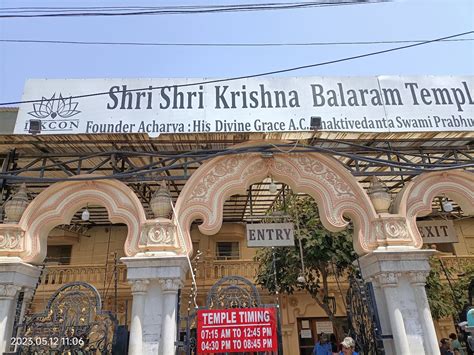 Shri Shri Krishna Balaram Templ
ISKCON
Founder Acharya : His Divine Grace A.C. Bhaktivedanta Swami Prabhu
ENTRY
EXIT
TEMPLE TIMING
07:15 AM TO 12:45 PM
04:30 PM TO 08:45 PM
2023.05.12 11:06